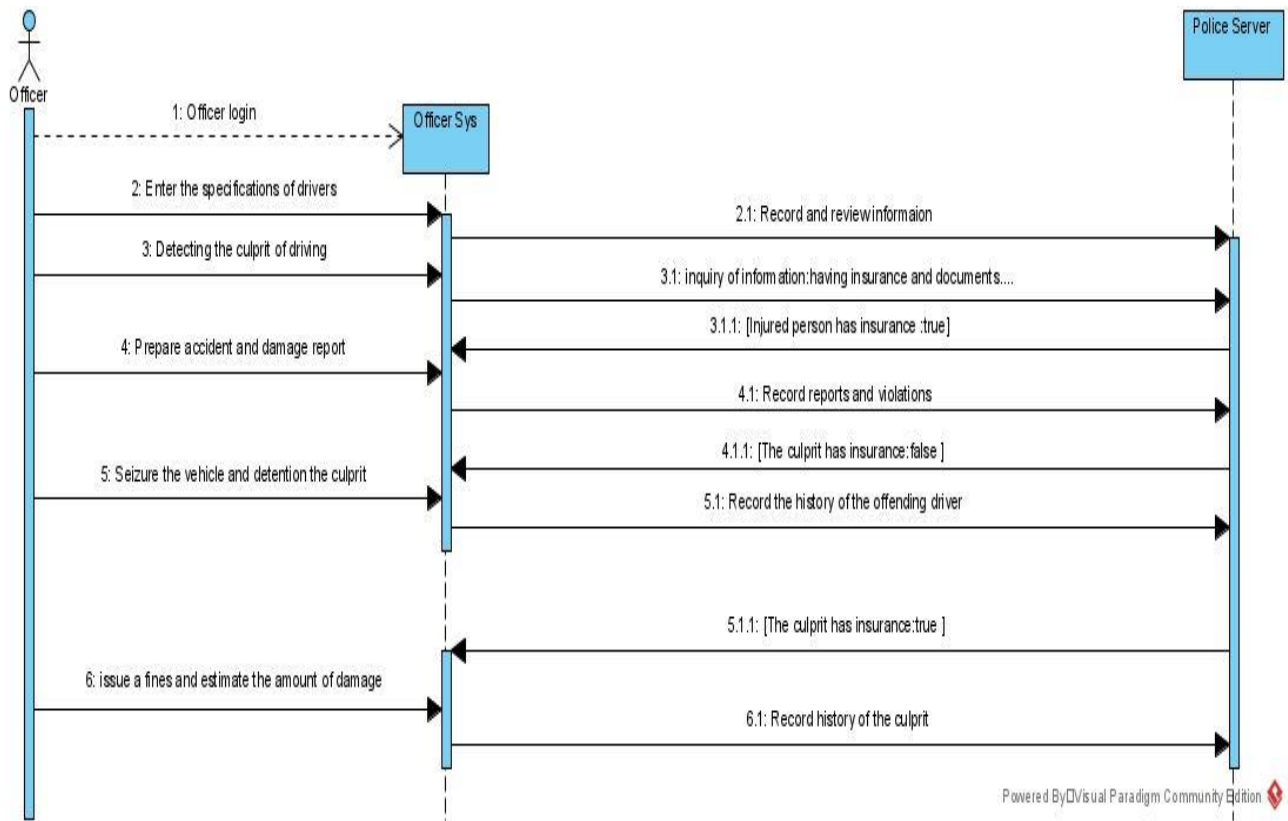 Police Server
Officer
1: Officer login
Officer Sys
2: Enter the specifications of drivers
2.1: Record and review informaion
3: Detecting the culprit of driving
3.1: inquiry of information:having insurance and documents....
3.1.1: [Injured person has insurance :true]
4: Prepare accident and damage report
4.1: Record reports and violations
4.1.1: [The culprit has insurance:false ]
5: Seizure the vehicle and detention the culprit
5.1: Record the history of the offending driver
5.1.1: [The culprit has insurance:true ]
6: issue a fines and estimate the amount of damage
6.1: Record history of the culprit
Powered By□Visual Paradigm Community Edition